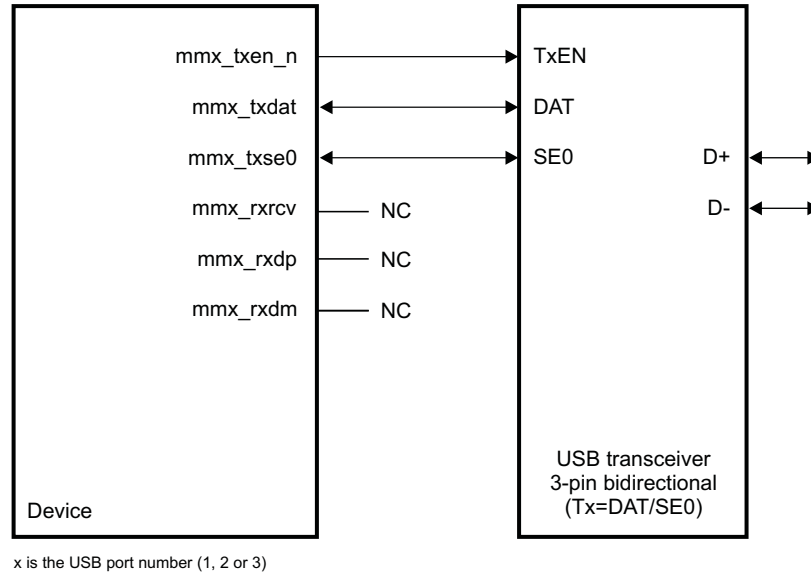 mmx_txen_n
TxEN
mmx_txdat
DAT
mmx_txse0
SE0
D+
mmx_rxrcv
NC
D-
mmx_rxdp
NC
mmx_rxdm
NC
USB transceiver
3-pin bidirectional
(Tx=DAT/SE0)
Device
x is the USB port number (1, 2 or 3)